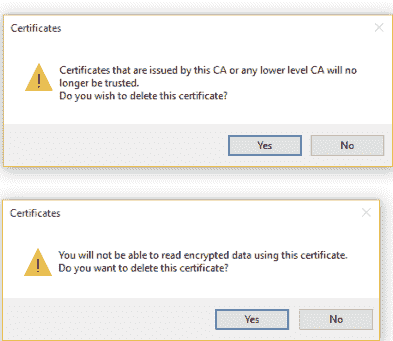 Certificates
Certificates that are issued by this CA or any lower level CA will no
longer be trusted.
Do you wish to delete this certificate?
Yes No
Certificates
You will not be able to read encrypted data using this certificate.
Do you want to delete this certificate?
Yes No